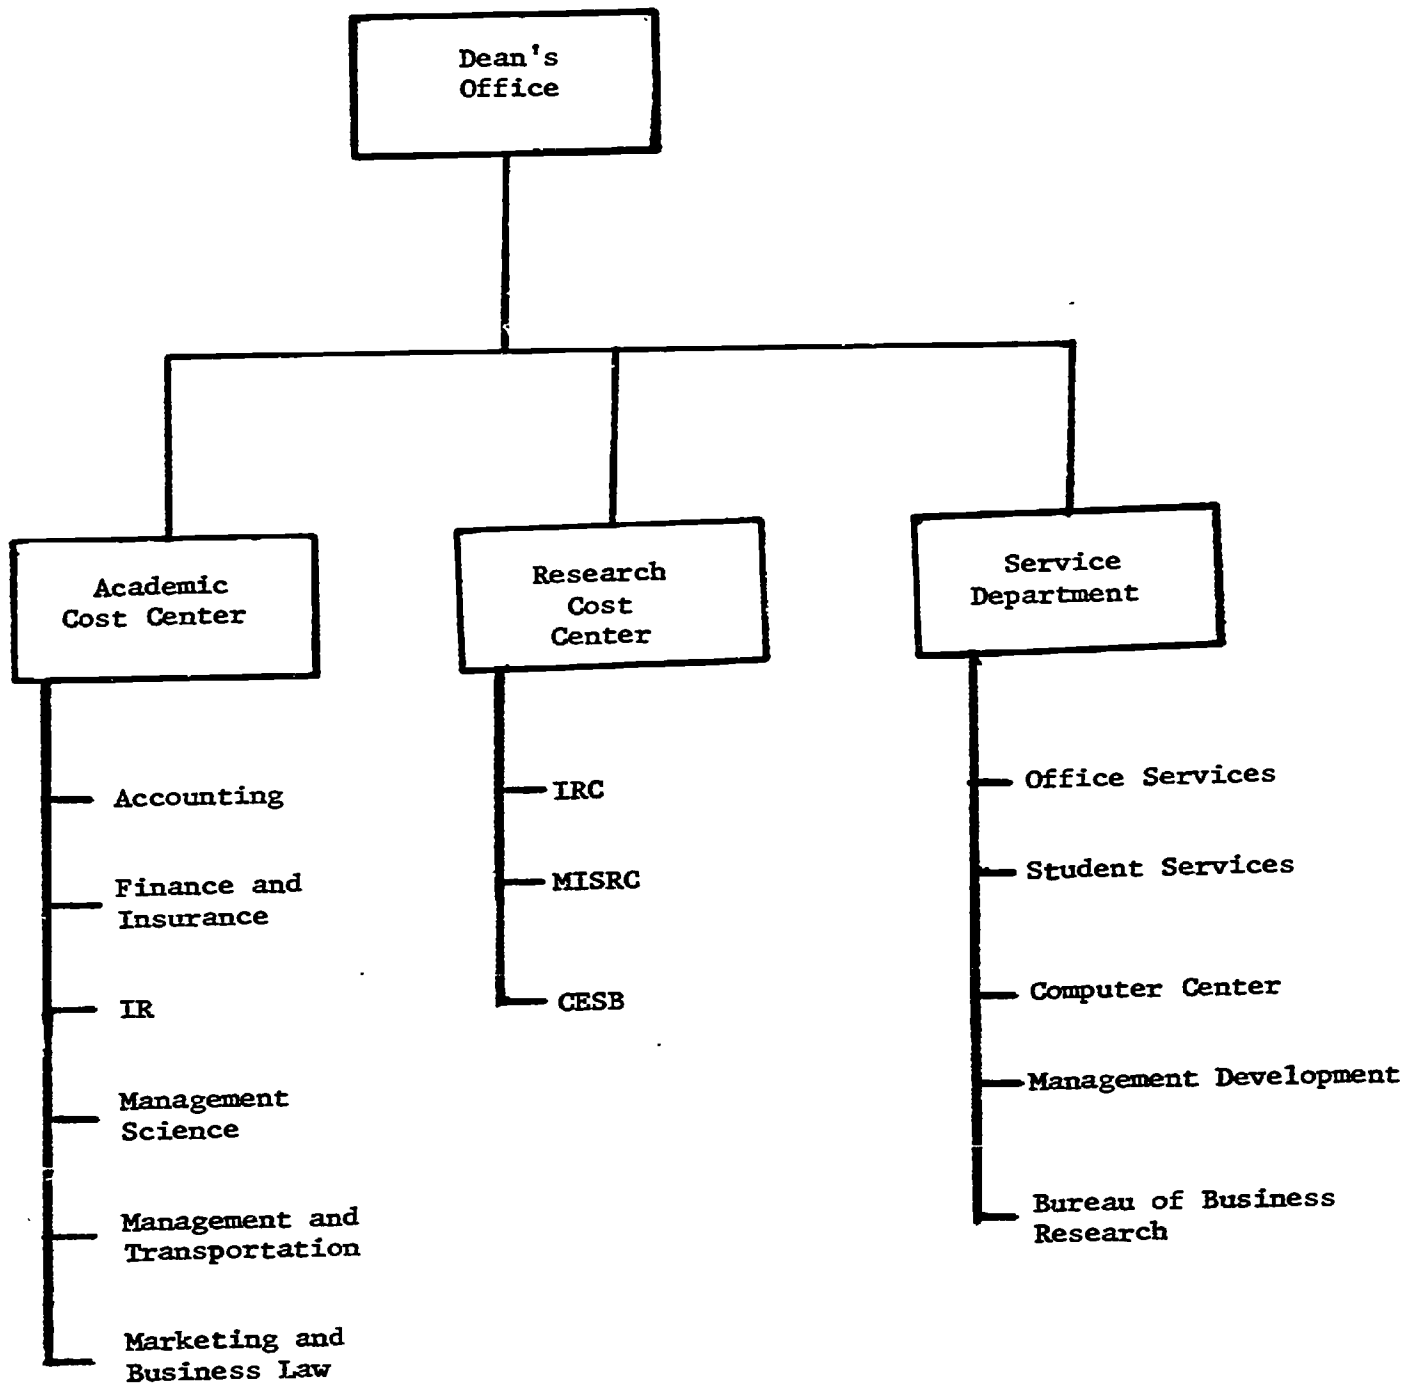 Dean's
Office
Academic
Cost Center
Research
Cost
Center
Service
Department
Accounting
Finance and
Insurance
IR
Management
Science
Management and
Transportation
Marketing and
Business Law
IRC
MISRC
CESB
Office Services
Student Services
Computer Center
Management Development
Bureau of Business
Research